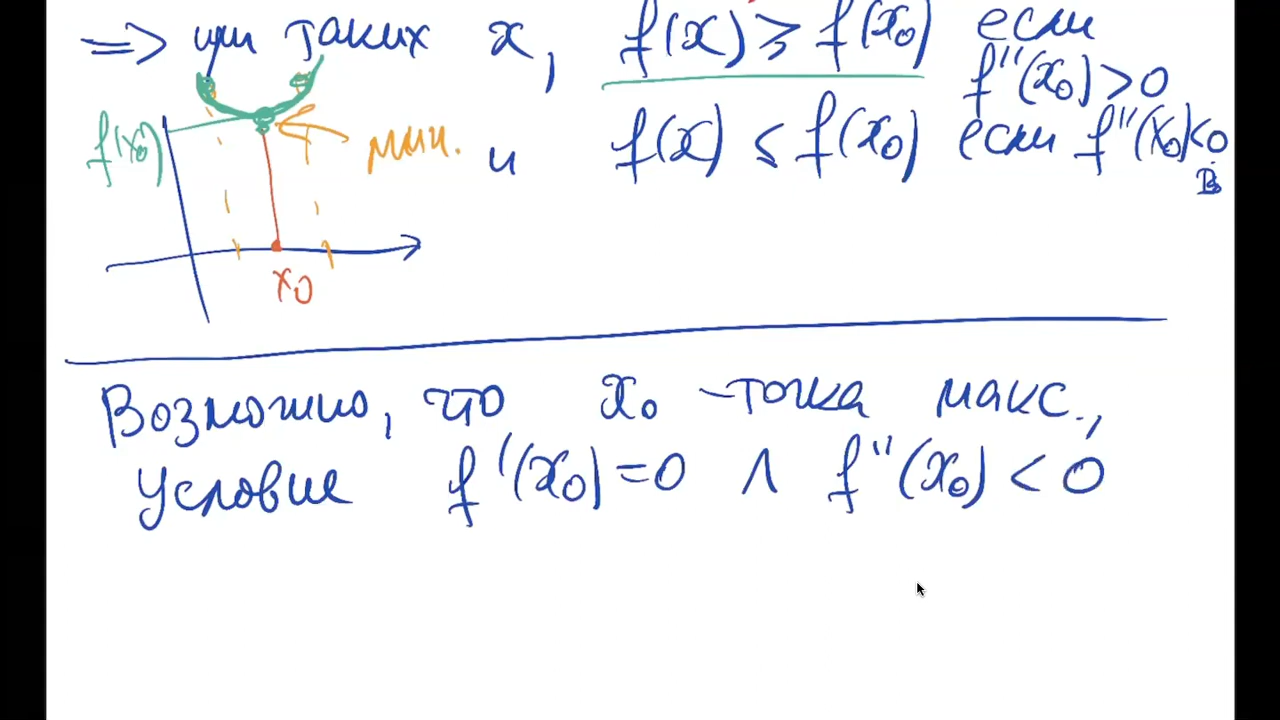 => при таких x, f(x) ⩾ f(x₀) если
f''(x₀) > 0
f(x₀)
мин.
и f(x) ⩽ f(x₀) если f''(x₀)<0
x₀
Возможно, что x₀ – точка макс.,
Условие f'(x₀) = 0 ∧ f''(x₀) < 0